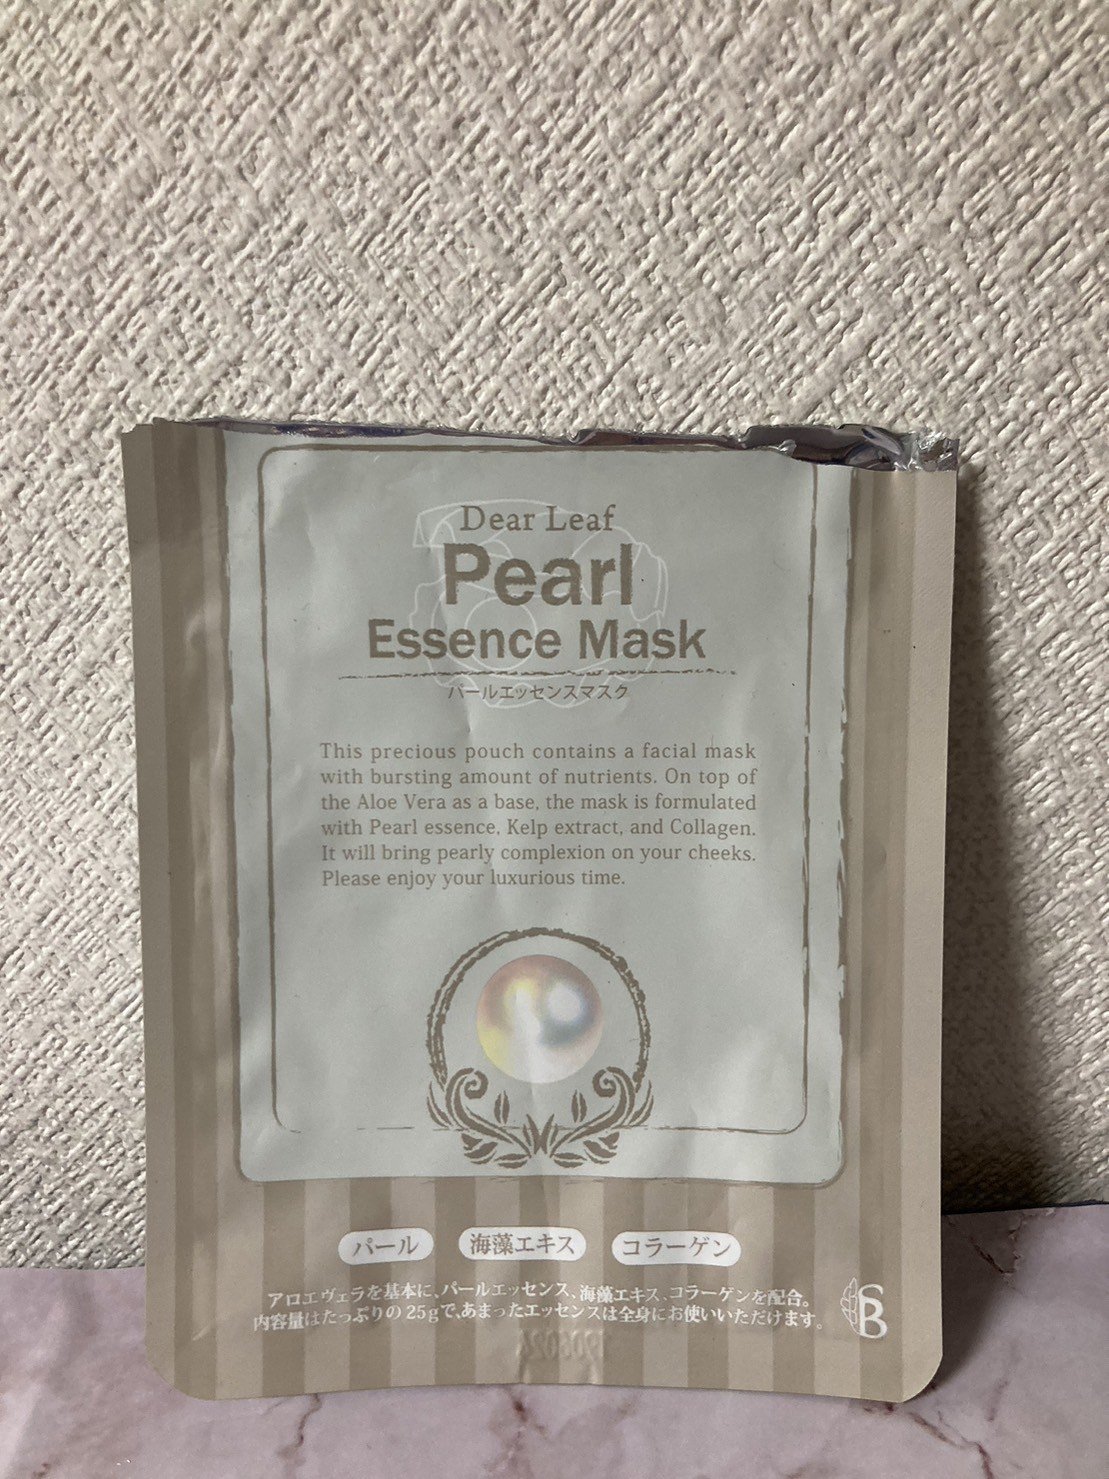 Dear Leaf
Pearl
Essence Mask
パールエッセンスマスク
This precious pouch contains a facial mask
with bursting amount of nutrients. On top of
the Aloe Vera as a base, the mask is formulated
with Pearl essence, Kelp extract, and Collagen.
It will bring pearly complexion on your cheeks.
Please enjoy your luxurious time.
パール 海藻エキス コラーゲン
アロエヴェラを基本に、パールエッセンス、海藻エキス、コラーゲンを配合。
内容量はたっぷりの25gで、あまったエッセンスは全身にお使いいただけます。
SB